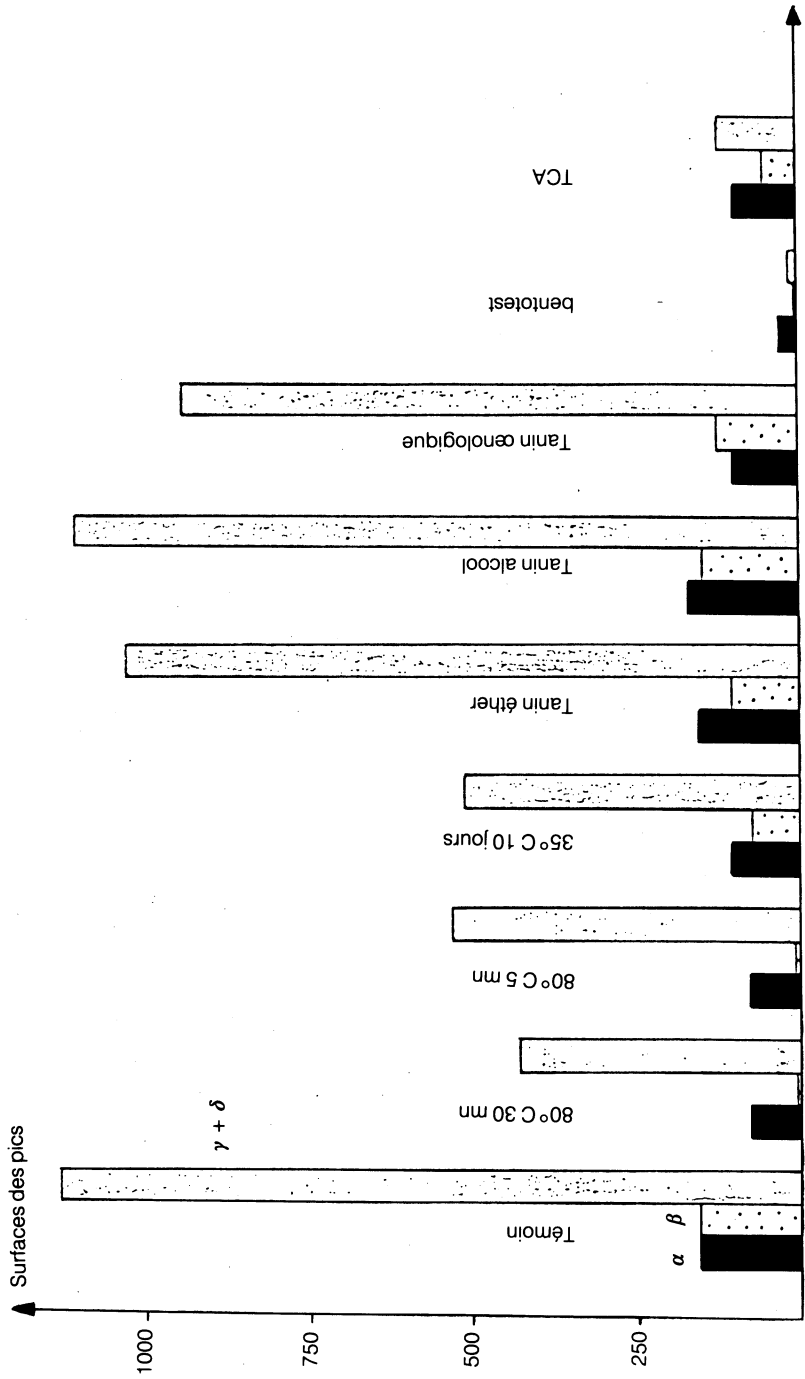 Surfaces des pics
1000
750
500
250
α
β
γ + δ
Témoin
80°C 30 mn
80°C 5 mn
35°C 10 jours
Tanin éther
Tanin alcool
Tanin œnologique
bentotest
TCA